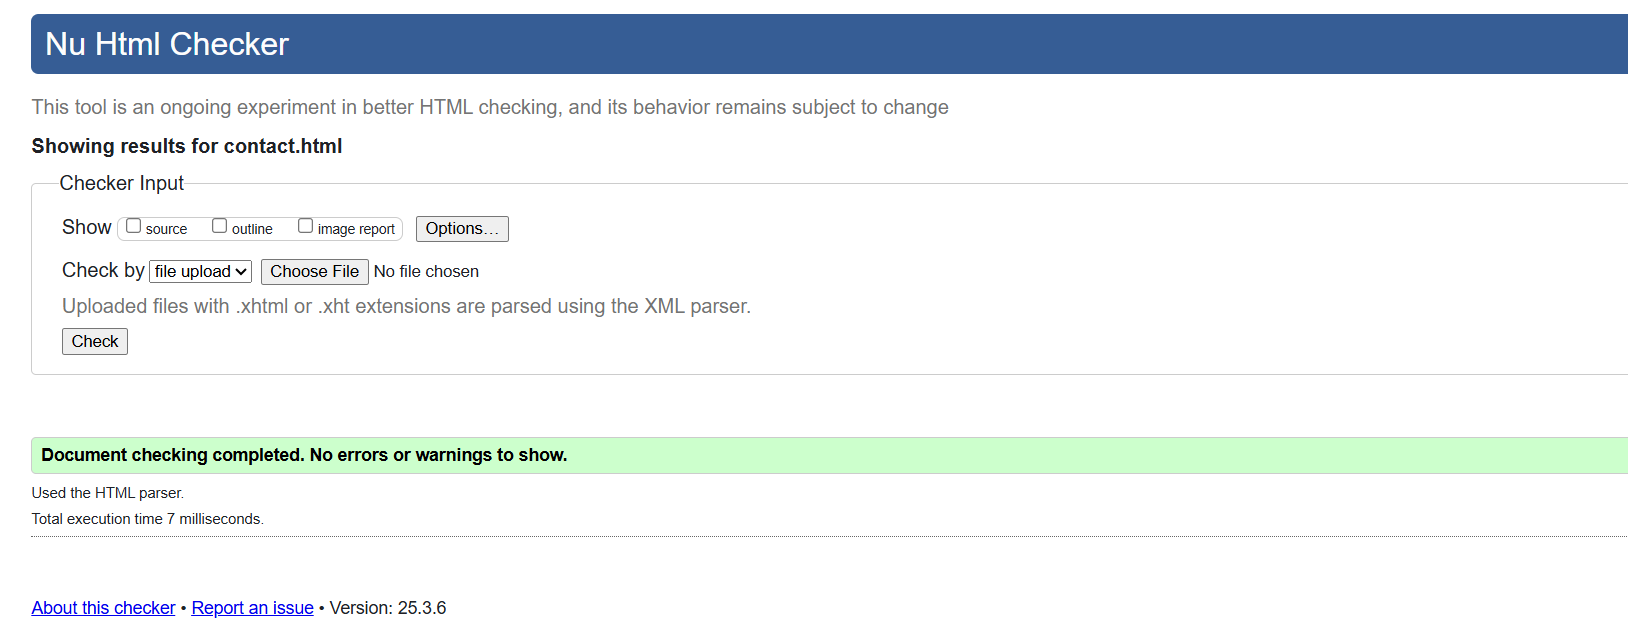 Nu Html Checker
This tool is an ongoing experiment in better HTML checking, and its behavior remains subject to change
Showing results for contact.html
Checker Input
Show source outline image report Options...
Check by file upload Choose File No file chosen
Uploaded files with .xhtml or .xht extensions are parsed using the XML parser.
Check
Document checking completed. No errors or warnings to show.
Used the HTML parser.
Total execution time 7 milliseconds.
About this checker • Report an issue • Version: 25.3.6